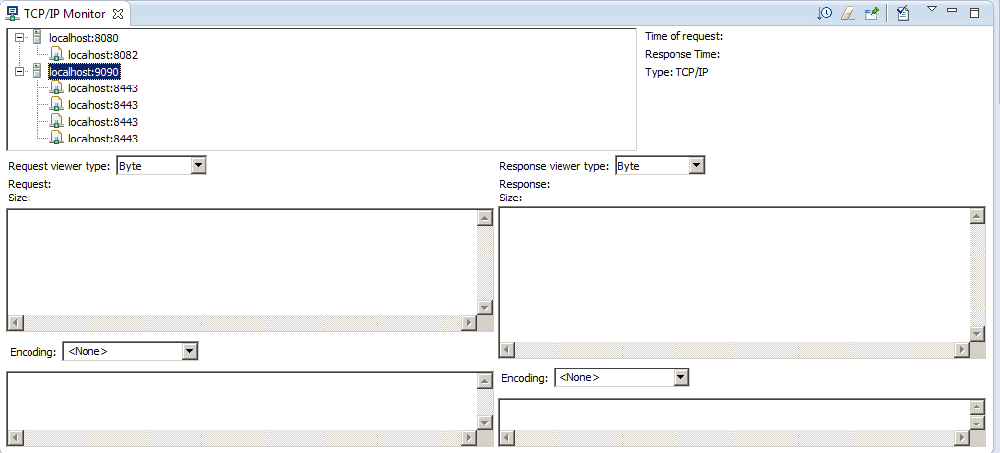 TCP/IP Monitor
localhost:8080
localhost:8082
localhost:9090
localhost:8443
localhost:8443
localhost:8443
localhost:8443
Time of request:
Response Time:
Type: TCP/IP
Request viewer type: Byte
Request:
Size:
Response viewer type: Byte
Response:
Size:
Encoding: <None>
Encoding: <None>